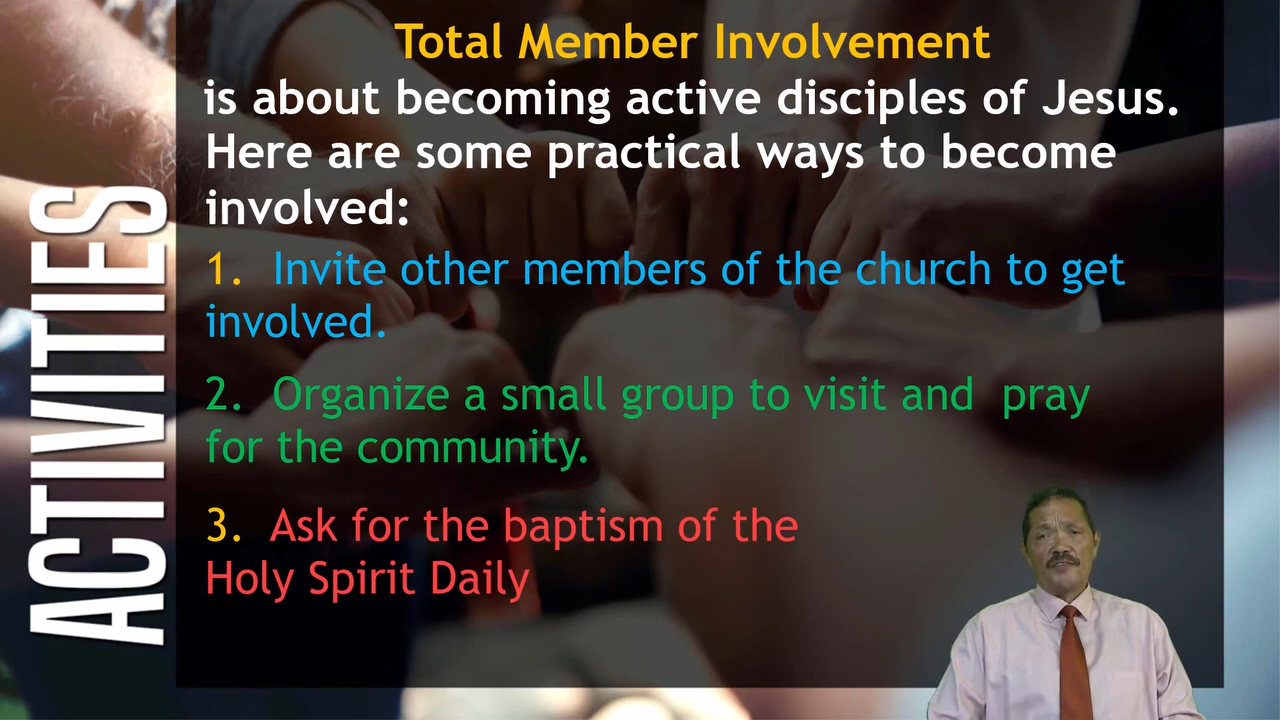 ACTIVITIES
Total Member Involvement
is about becoming active disciples of Jesus.
Here are some practical ways to become
involved:
1. Invite other members of the church to get
involved.
2. Organize a small group to visit and pray
for the community.
3. Ask for the baptism of the
Holy Spirit Daily